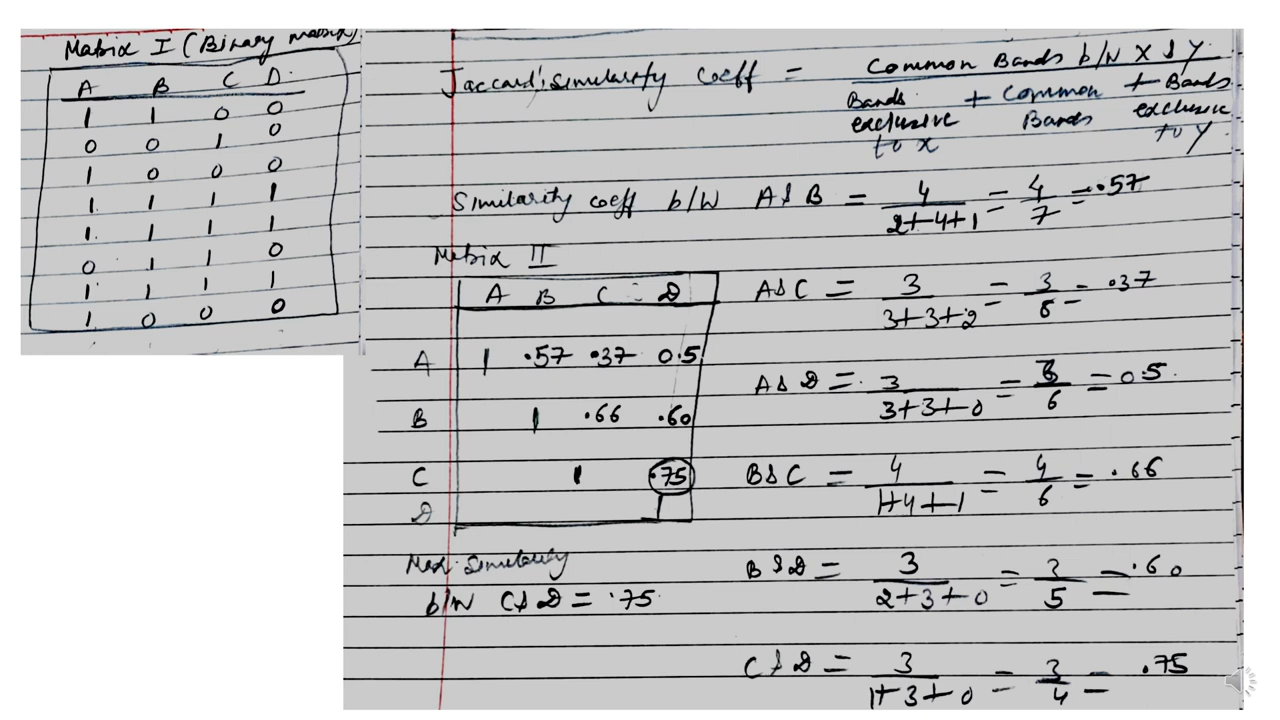 Matrix I (Binary matrix)
A B C D
1 1 0 0
0 0 1 0
1 0 0 0
1 1 1 1
1 1 1 1
0 1 1 0
1 1 1 1
1 0 0 0
Jaccard's similarity coeff = Common Bands b/w X & Y
Bands exclusive to X + Common Bands + Bands exclusive to Y
Similarity coeff b/w A & B = 4/2+4+1 = 4/7 = .57
Matrix II
A B C D
A 1 .57 .37 0.5
B 1 .66 .60
C 1 .75
D
A & C = 3/3+3+2 = 3/8 = .37
A & D = 3/3+3+0 = 3/6 = 0.5
B & C = 4/1+4+1 = 4/6 = .66
B & D = 3/2+3+0 = 3/5 = .60
C & D = 3/1+3+0 = 3/4 = .75
Max. Similarity
b/w C & D = .75